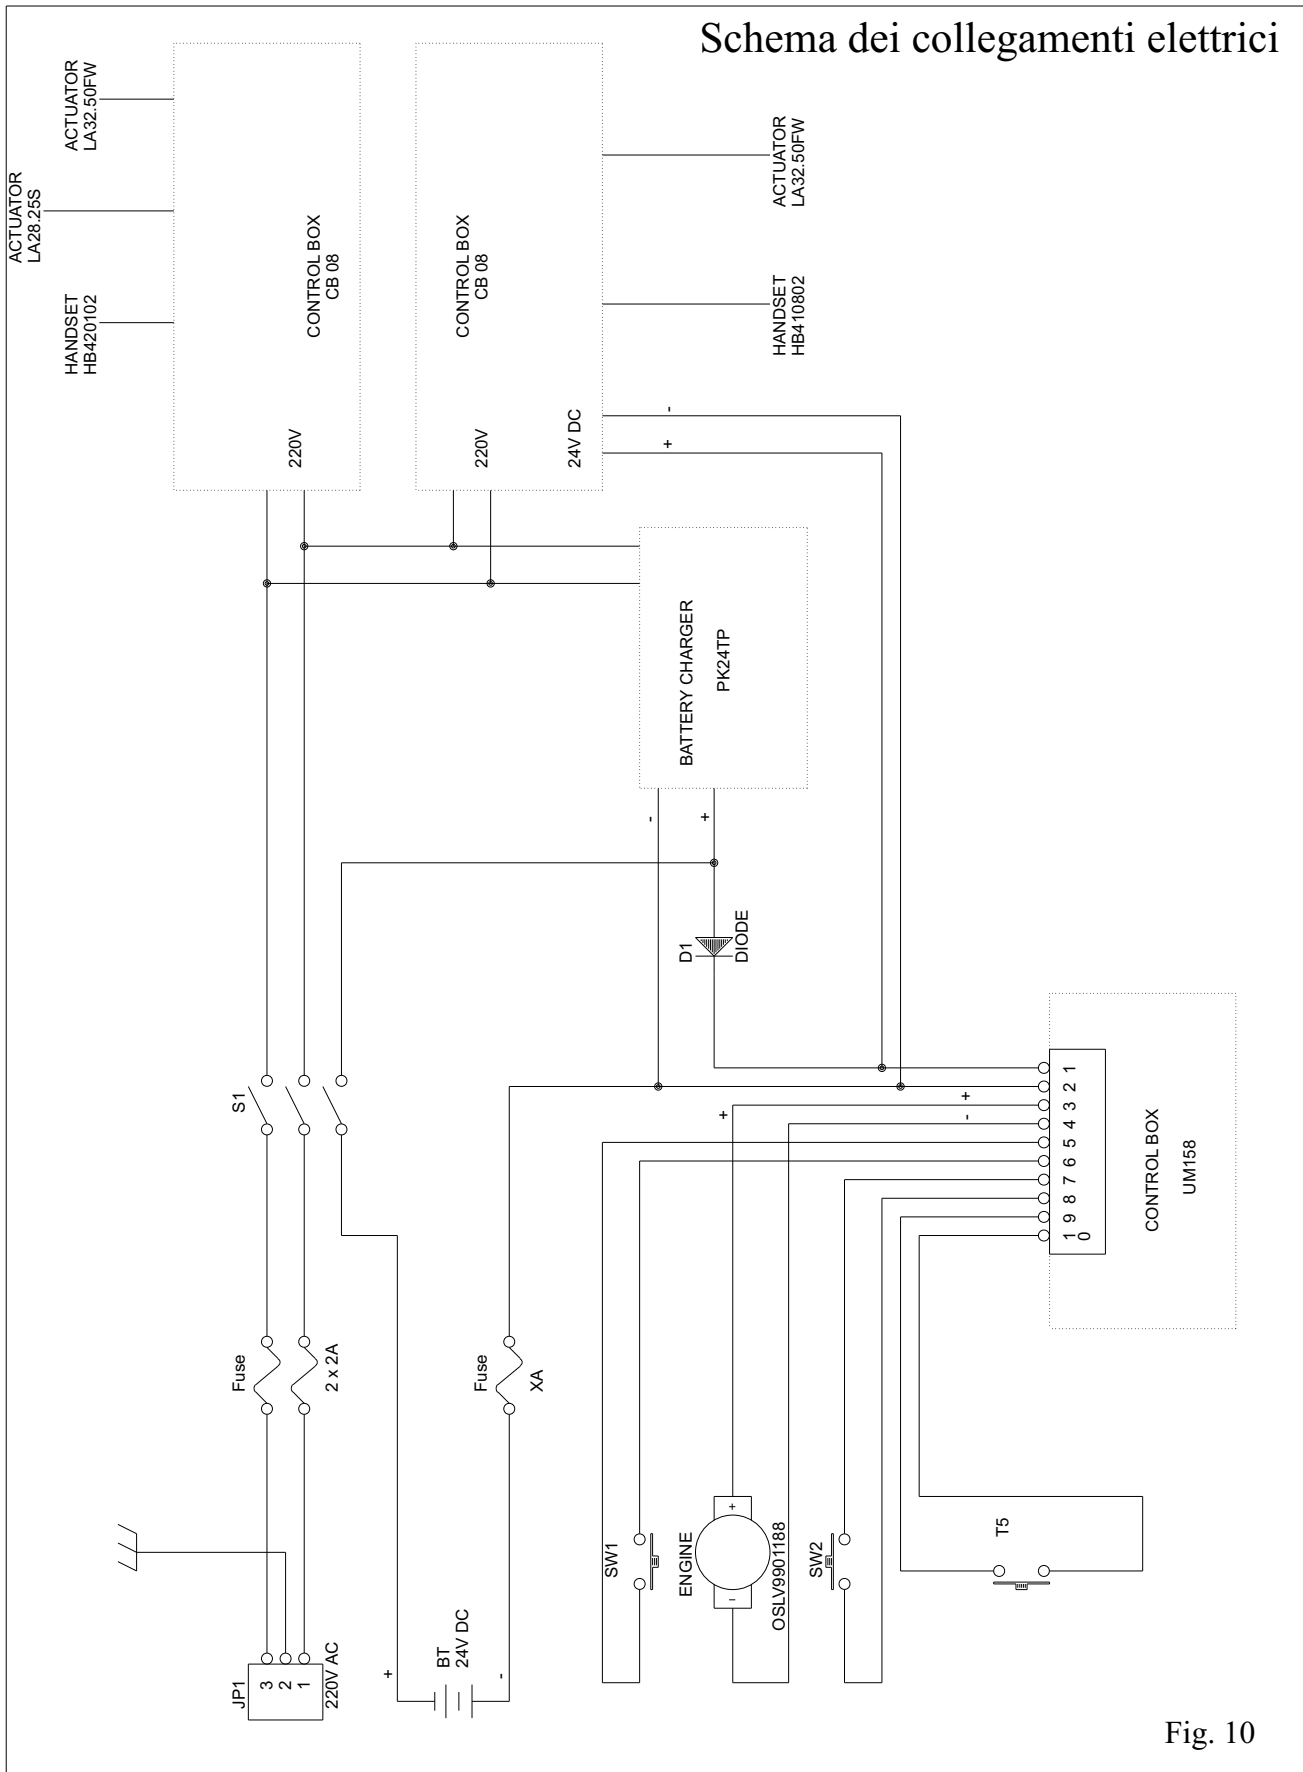 Schema dei collegamenti elettrici
ACTUATOR
LA32.50FW
ACTUATOR
LA28.25S
HANDSET
HB420102
CONTROL BOX
CB 08
220V
CONTROL BOX
CB 08
220V
24V DC
ACTUATOR
LA32.50FW
HANDSET
HB410802
-
+
BATTERY CHARGER
PK24TP
-
+
D1
DIODE
S1
Fuse
2 x 2A
Fuse
XA
JP1
3
2
1
220V AC
+
BT
24V DC
-
SW1
ENGINE
+
-
OSLV9901188
SW2
T5
+
+
-
1
2
3
4
5
6
7
8
9
10
CONTROL BOX
UM158
Fig. 10